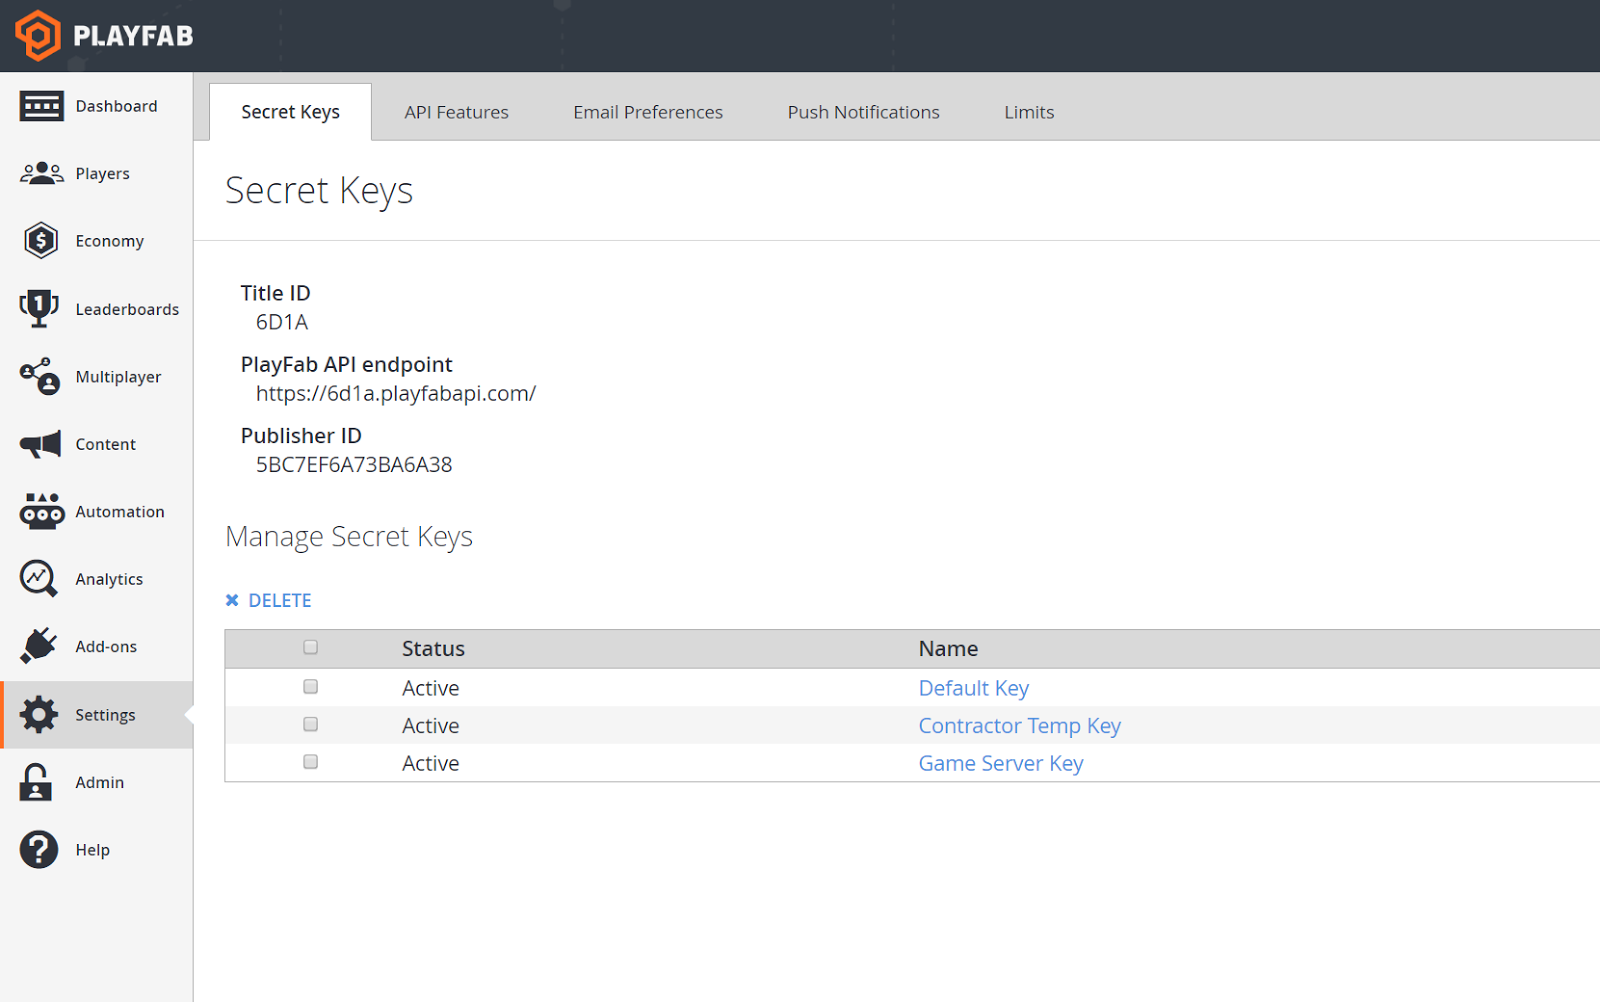 PLAYFAB
Dashboard
Players
Economy
Leaderboards
Multiplayer
Content
Automation
Analytics
Add-ons
Settings
Admin
Help
Secret Keys API Features Email Preferences Push Notifications Limits
Secret Keys
Title ID
6D1A
PlayFab API endpoint
https://6d1a.playfabapi.com/
Publisher ID
5BC7EF6A73BA6A38
Manage Secret Keys
DELETE
Status Name
Active Default Key
Active Contractor Temp Key
Active Game Server Key